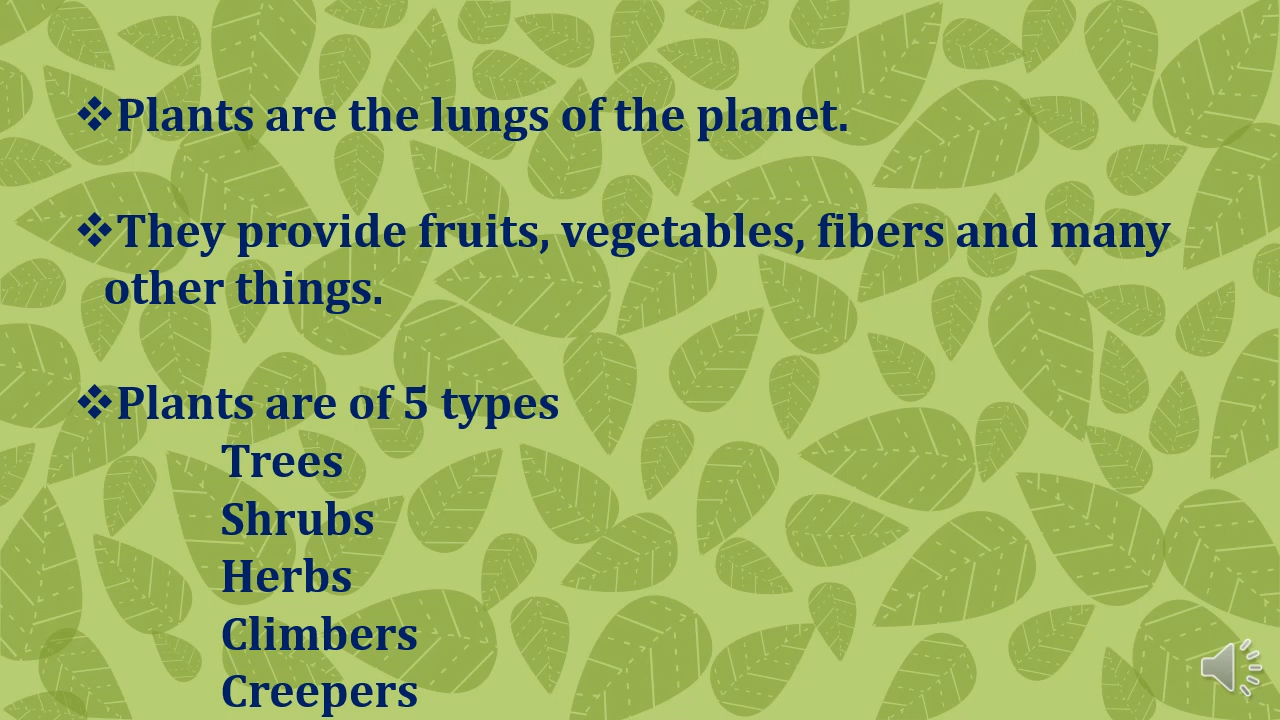 ❖Plants are the lungs of the planet.
❖They provide fruits, vegetables, fibers and many
other things.
❖Plants are of 5 types
Trees
Shrubs
Herbs
Climbers
Creepers